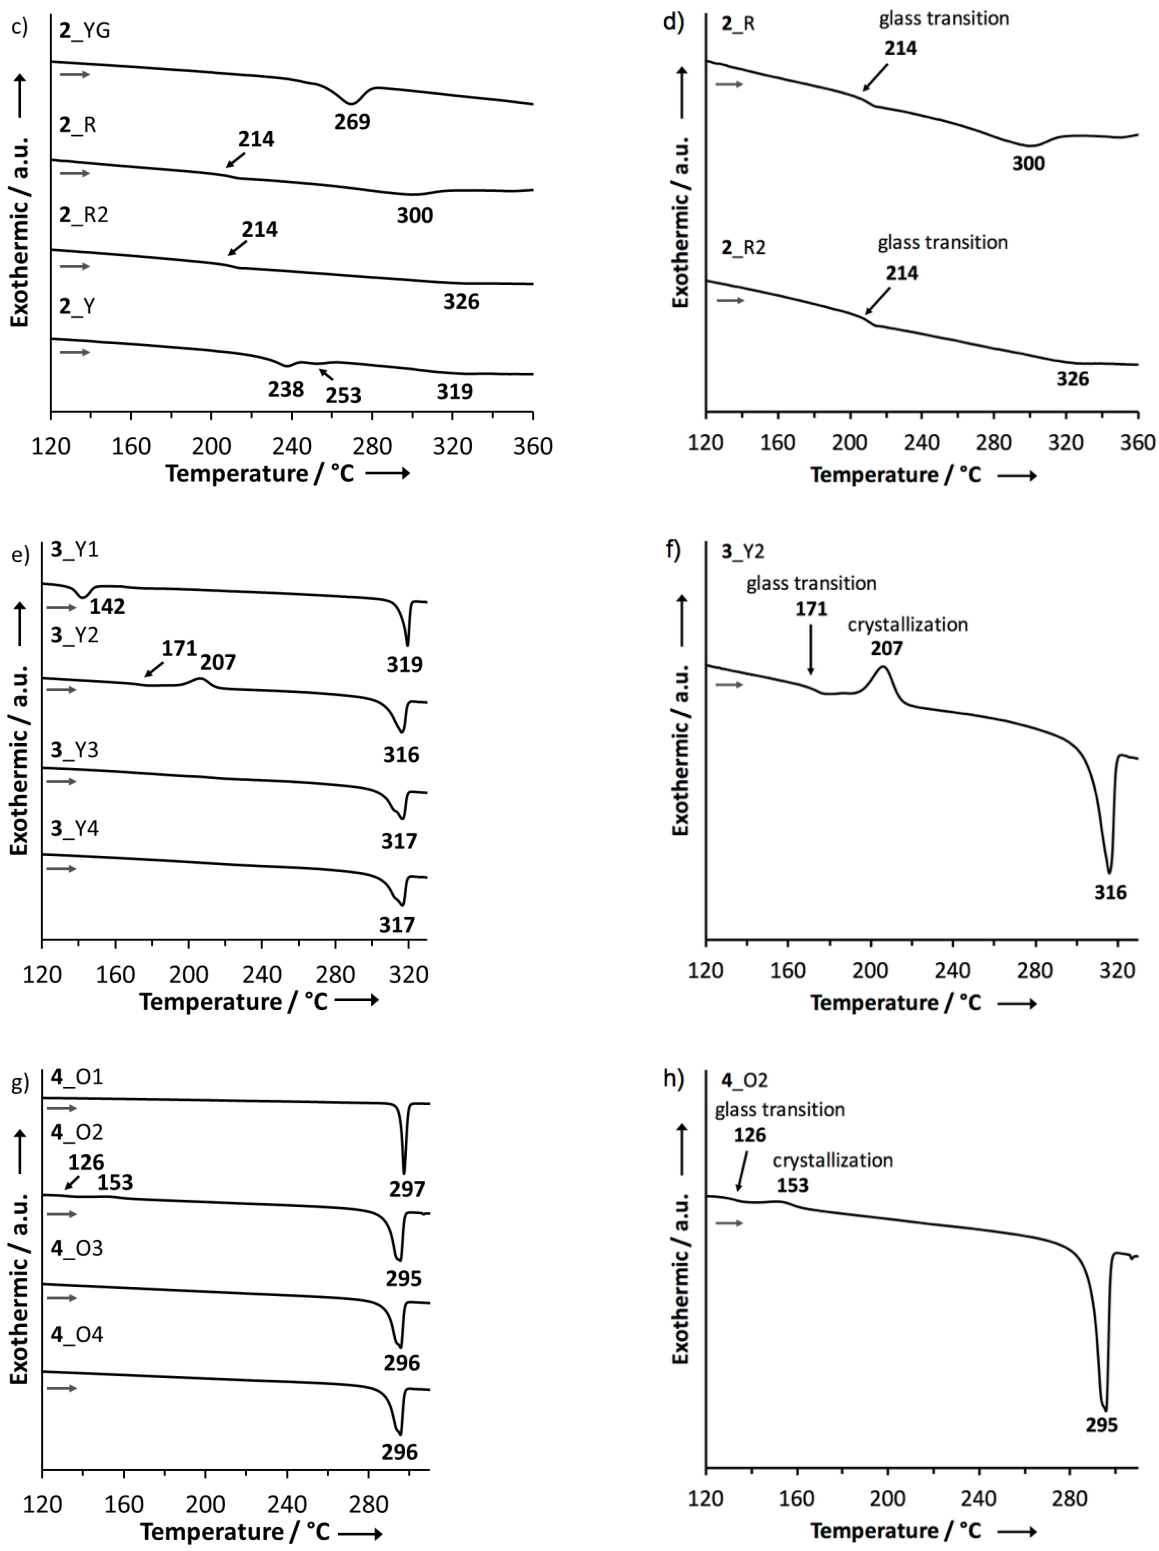 c)
2_YG
269
2_R
214
300
2_R2
214
326
2_Y
238
253
319
Exothermic / a.u.
120 160 200 240 280 320 360
Temperature / °C
d)
2_R
glass transition
214
300
2_R2
glass transition
214
326
Exothermic / a.u.
120 160 200 240 280 320 360
Temperature / °C
e)
3_Y1
142
319
3_Y2
171
207
316
3_Y3
317
3_Y4
317
Exothermic / a.u.
120 160 200 240 280 320
Temperature / °C
f)
3_Y2
glass transition
171
crystallization
207
316
Exothermic / a.u.
120 160 200 240 280 320
Temperature / °C
g)
4_O1
297
4_O2
126
153
295
4_O3
296
4_O4
296
Exothermic / a.u.
120 160 200 240 280 320
Temperature / °C
h)
4_O2
glass transition
126
crystallization
153
295
Exothermic / a.u.
120 160 200 240 280
Temperature / °C